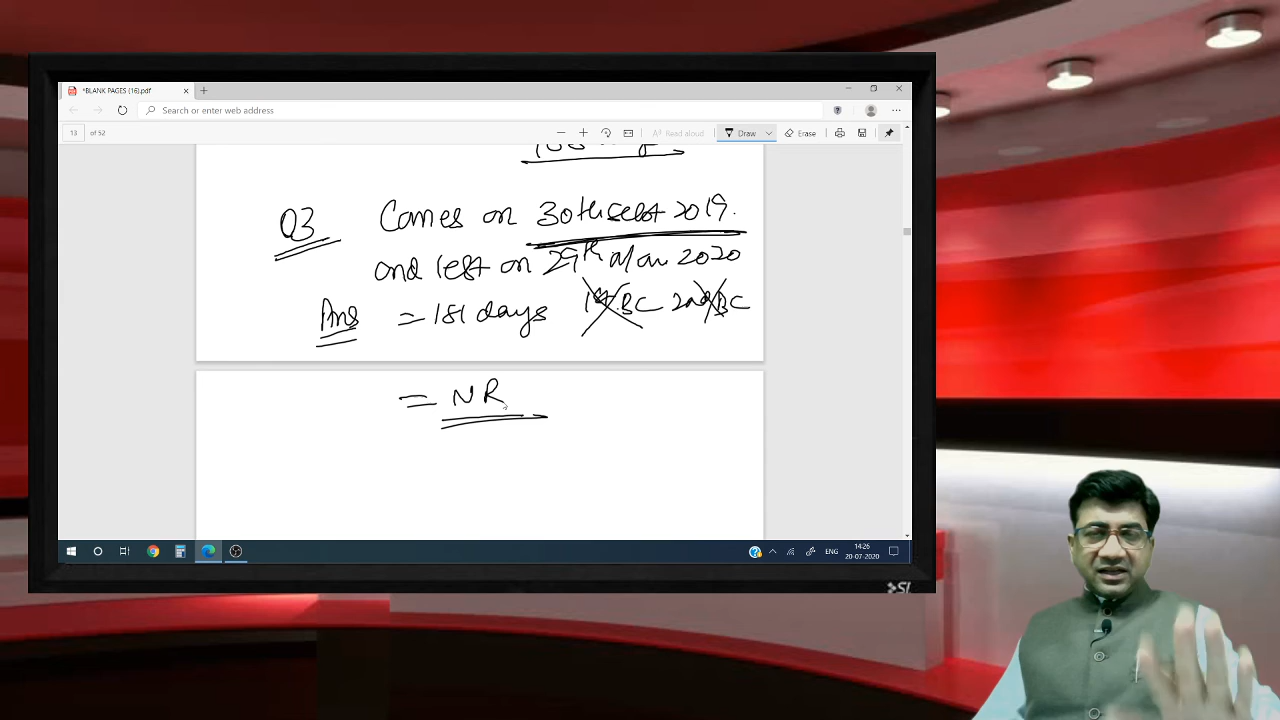 *BLANK PAGES (16).pdf
Search or enter web address
13 of 52
Read aloud
Draw
Erase
Q3 Comes on 30th 2019.
and left on 29th Mar 2020
Ans = 181 days 1st BC 2nd BC
= NR
ENG
14:26
20-07-2020